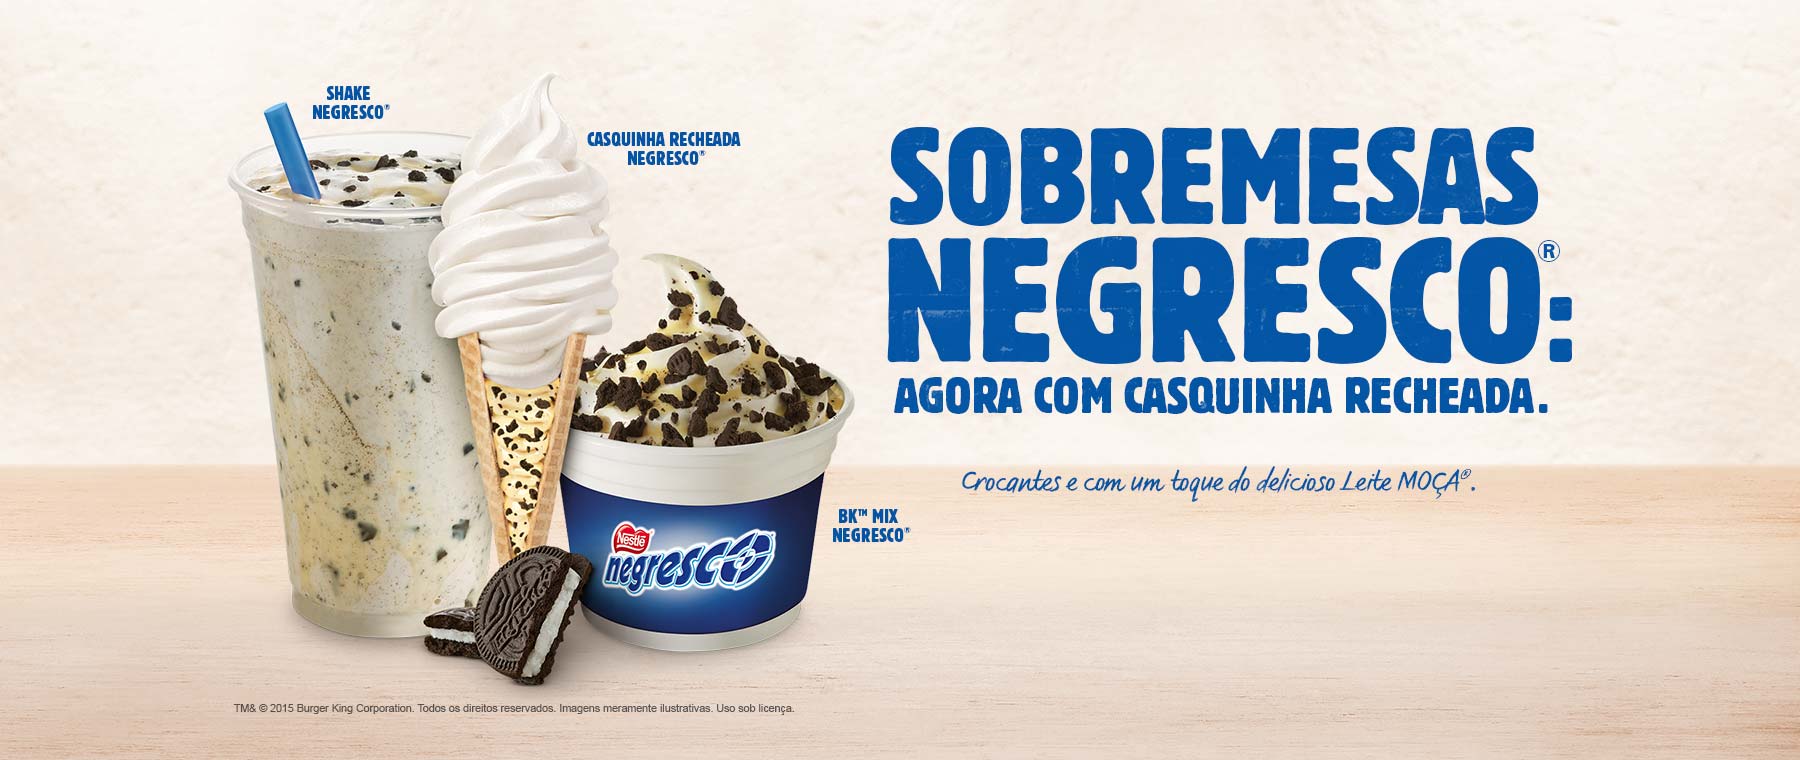 SHAKE
NEGRESCO®
CASQUINHA RECHEADA
NEGRESCO®
SOBREMESAS
NEGRESCO®:
AGORA COM CASQUINHA RECHEADA.
Crocantes e com um toque do delicioso Leite MOÇA®.
BK™ MIX
NEGRESCO®
Nestlé
negresco
TM& © 2015 Burger King Corporation. Todos os direitos reservados. Imagens meramente ilustrativas. Uso sob licença.